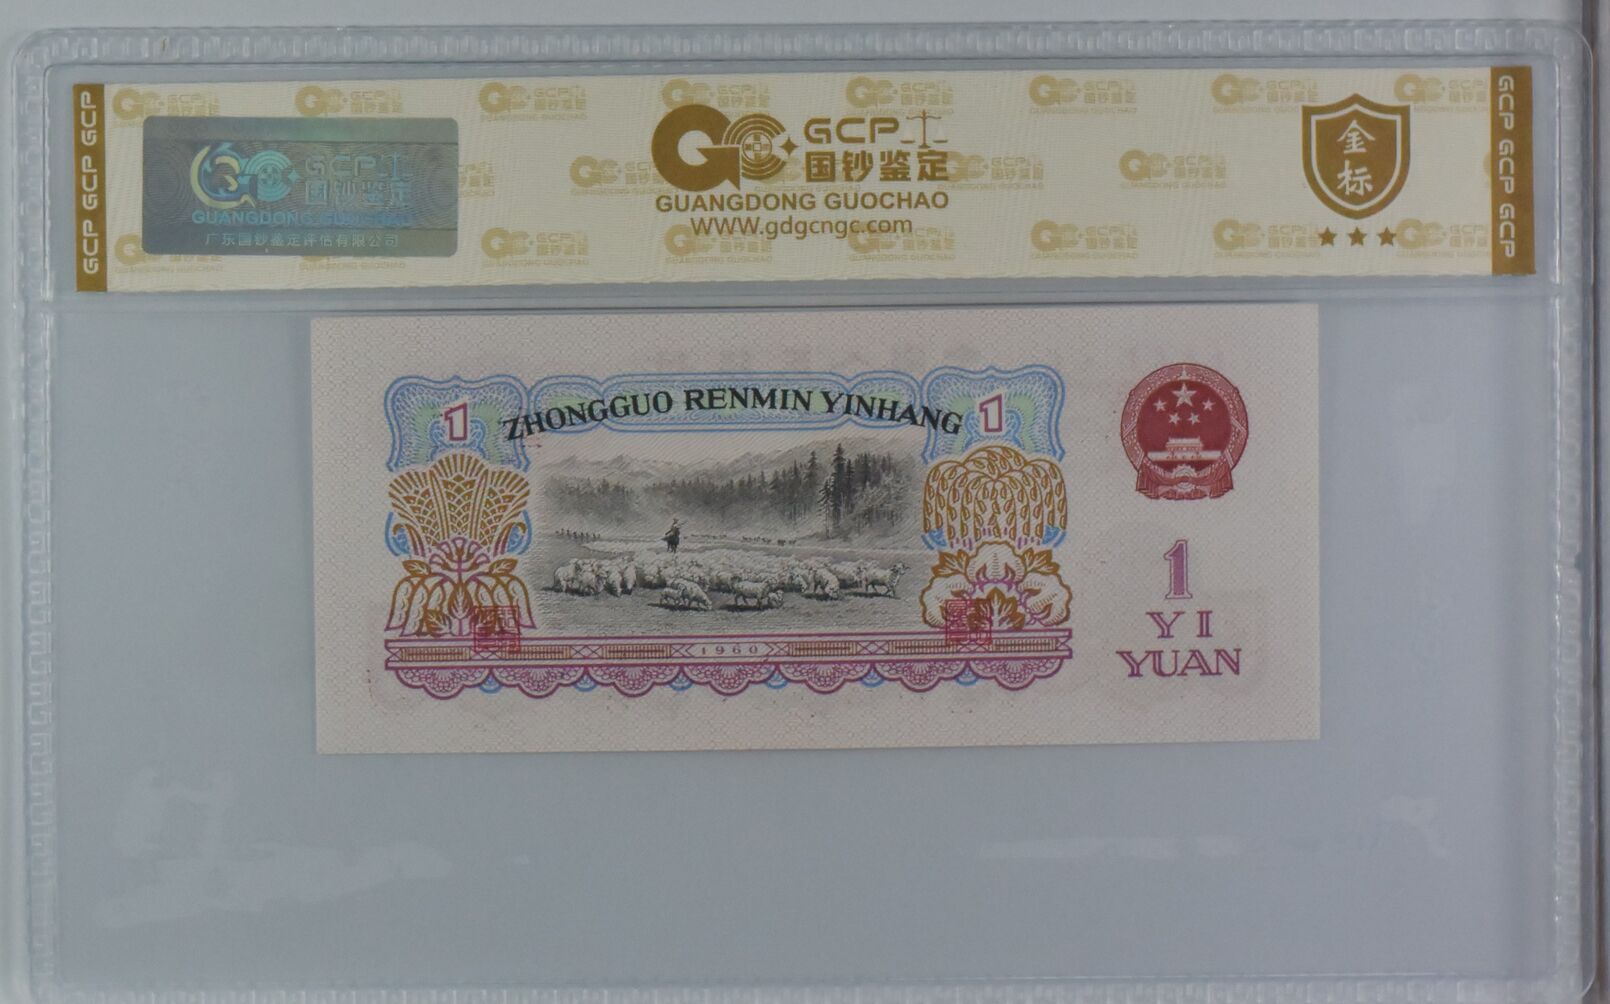 GCP GCP GCP
GCP
国钞鉴定
GUANGDONG GUOCHAO
广东国钞鉴定评估有限公司
GCP
国钞鉴定
GUANGDONG GUOCHAO
WWW.gdgcngc.com
金标
GCP GCP GCP
1
ZHONGGUO RENMIN YINHANG
1
1960
1
YI
YUAN